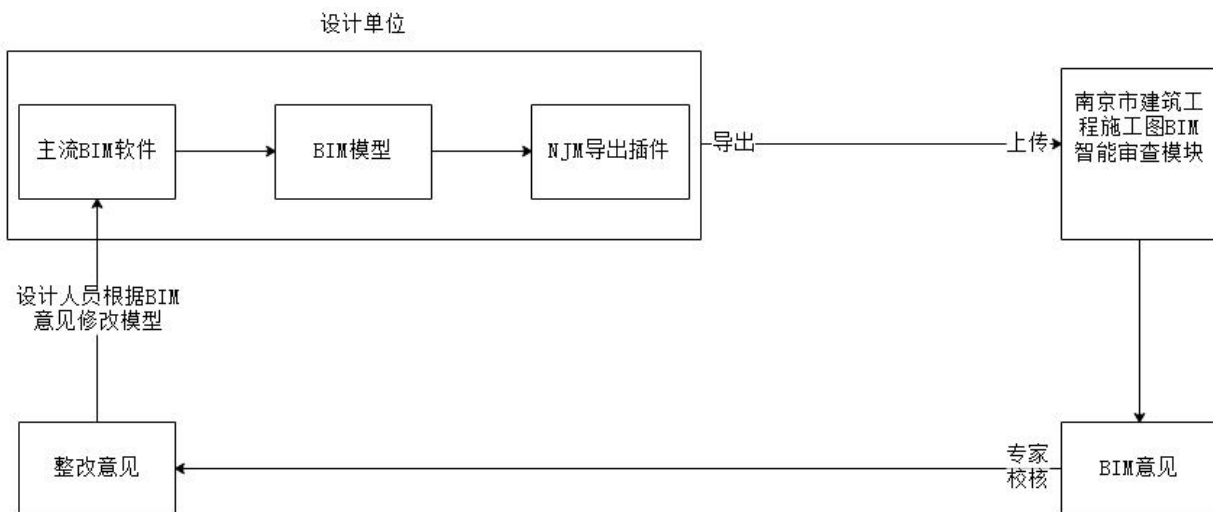 设计单位
主流BIM软件
BIM模型
NJM导出插件
导出
上传
南京市建筑工
程施工图BIM
智能审查模块
设计人员根据BIM
意见修改模型
整改意见
专家
校核
BIM意见